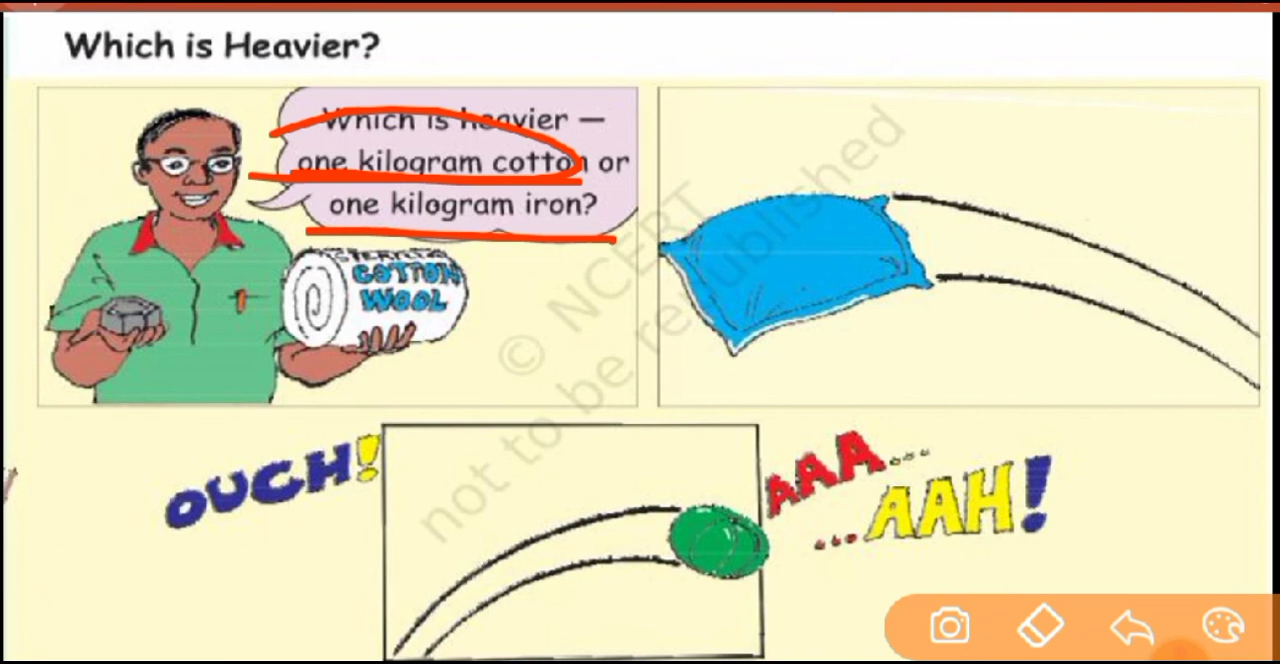 Which is Heavier?
Which is heavier —
one kilogram cotton or
one kilogram iron?
COTTON
WOOL
© NCERT
not to be republished
OUCH!
AAA...
...AAH!